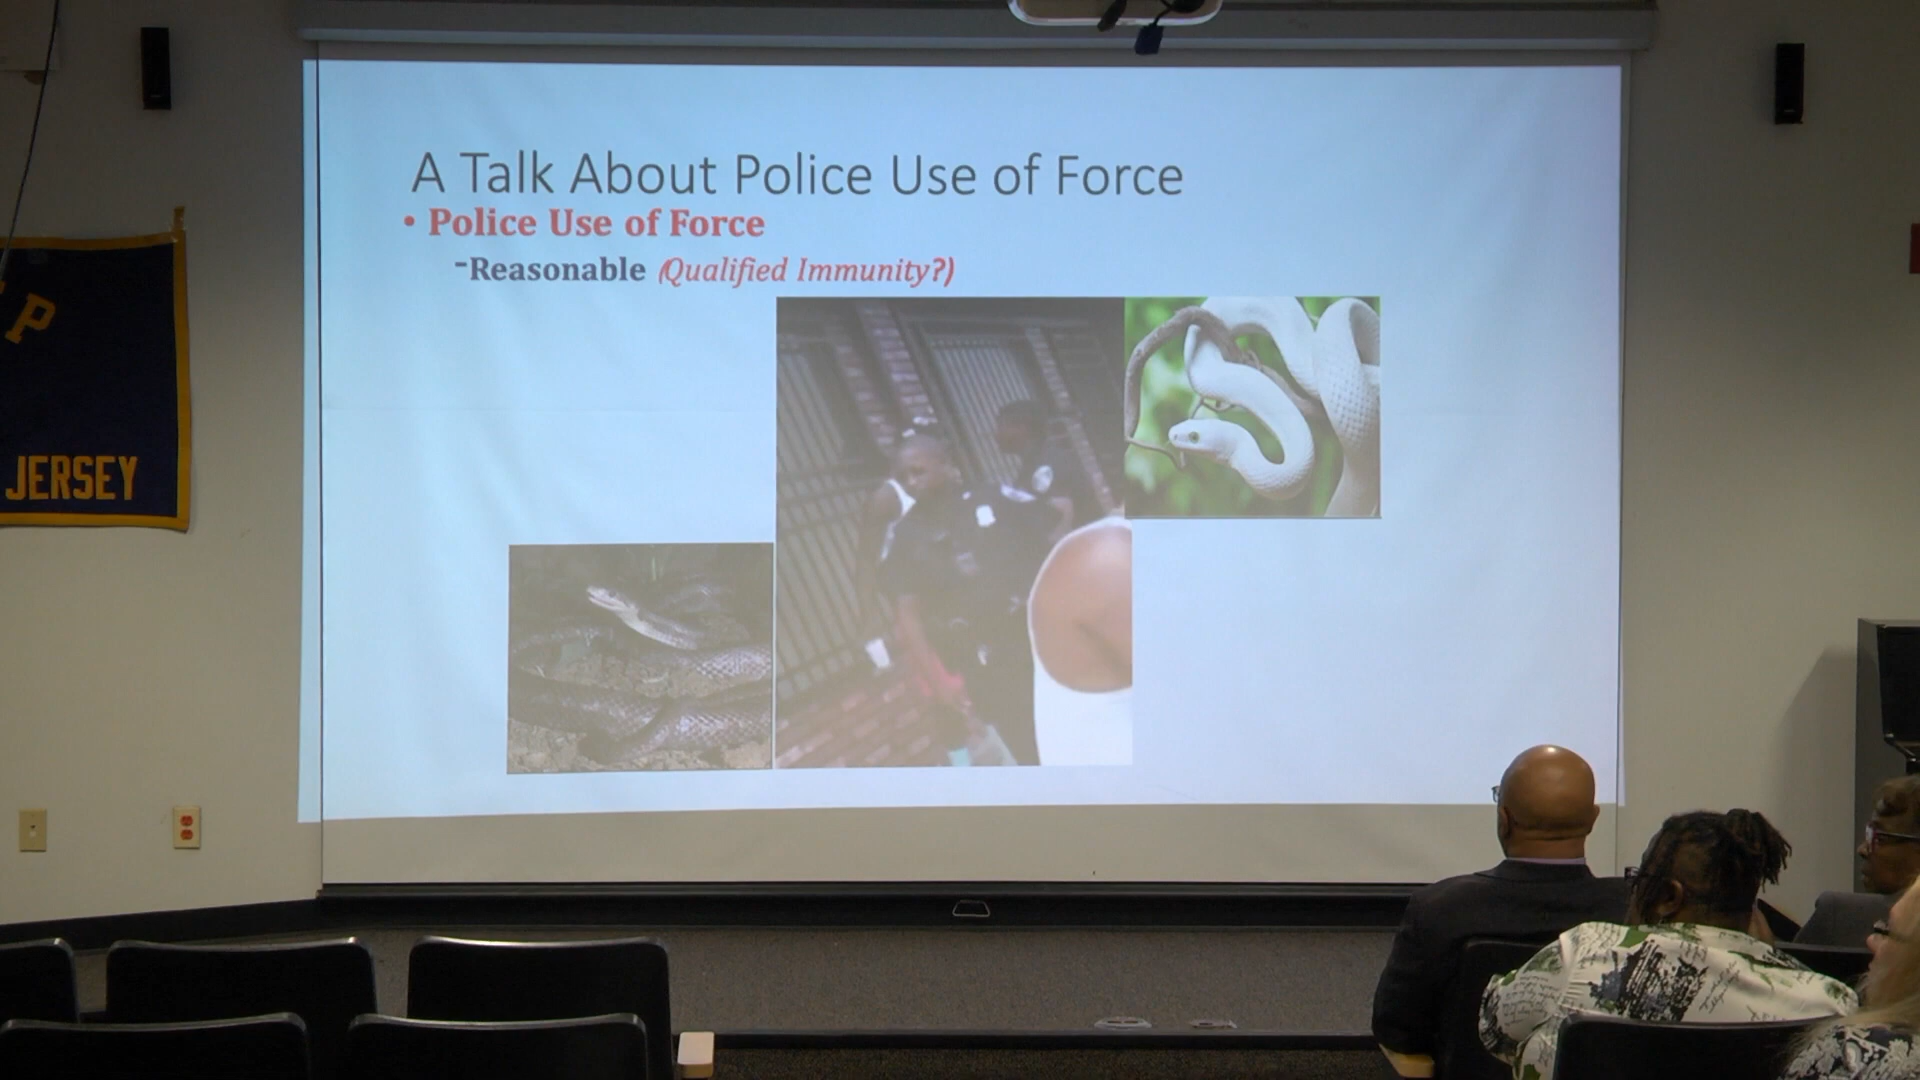 A Talk About Police Use of Force
• Police Use of Force
-Reasonable (Qualified Immunity?)
P
JERSEY